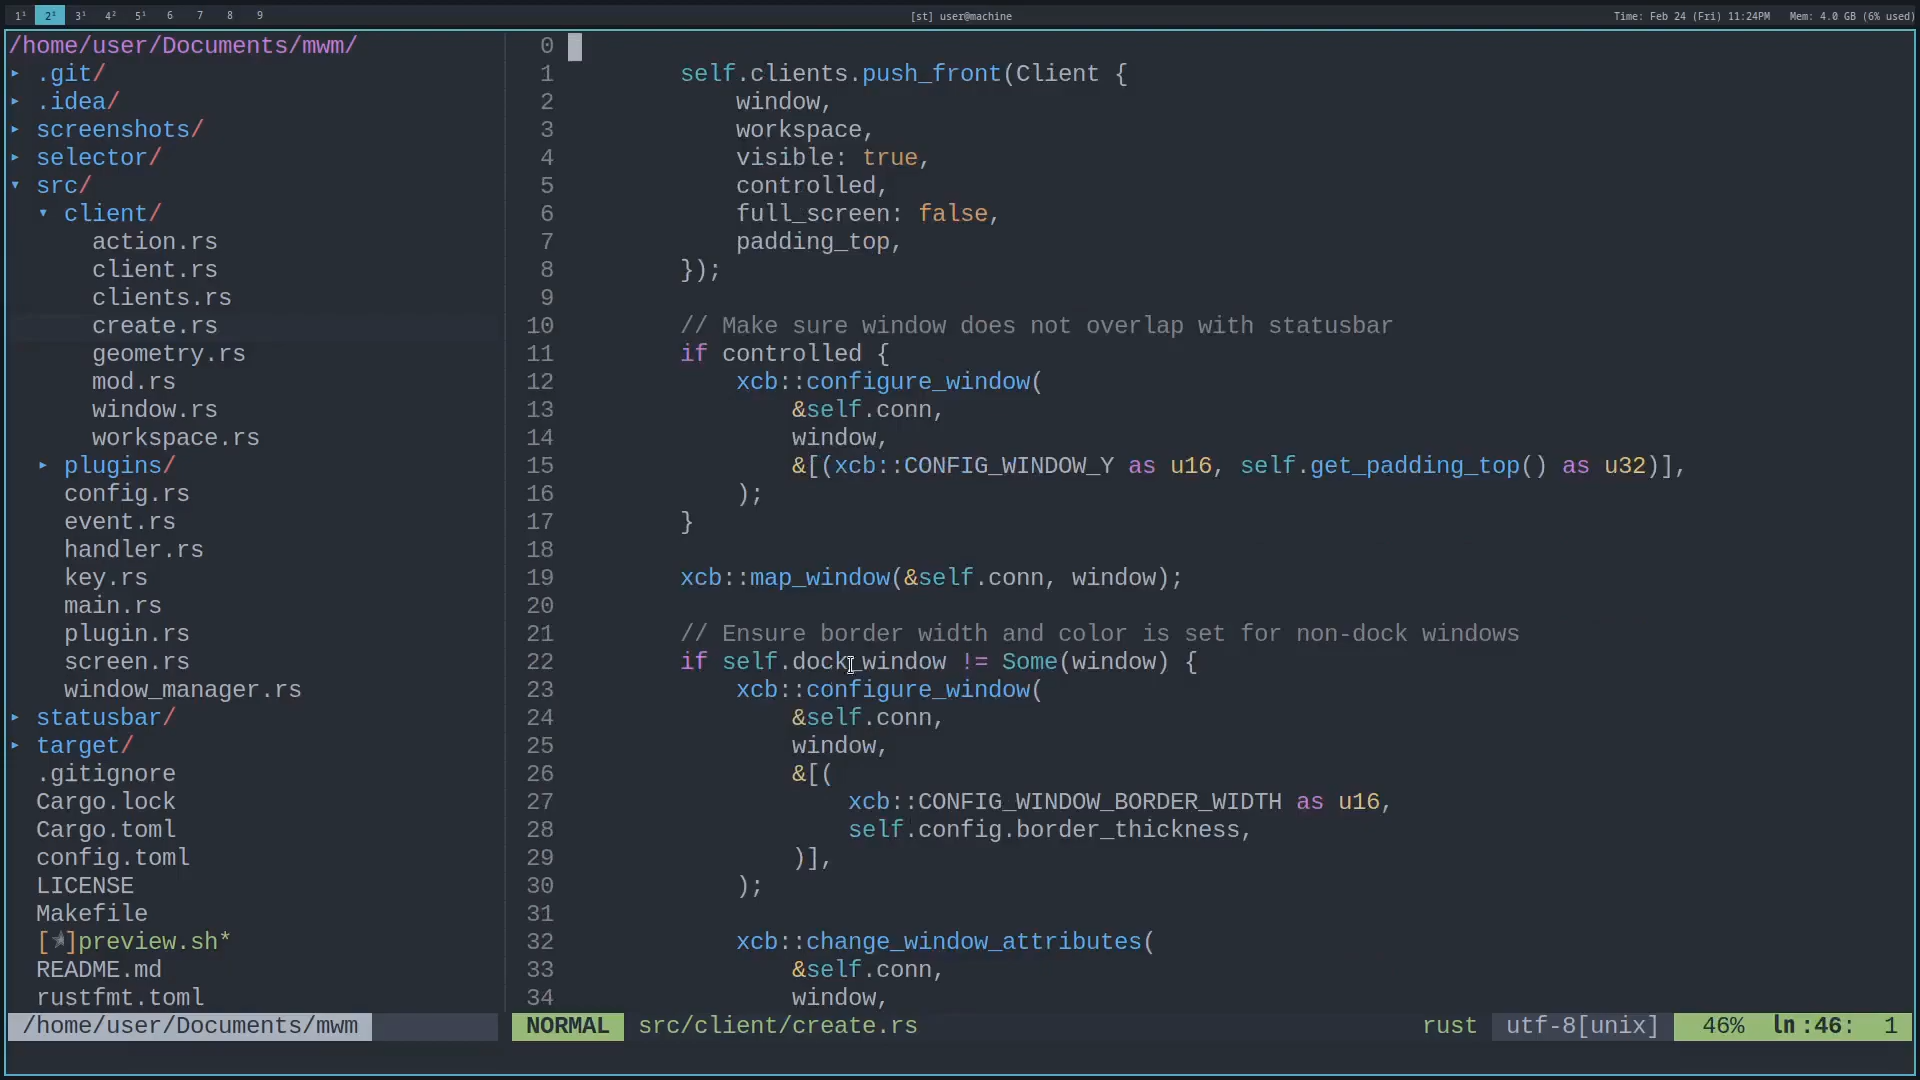 1¹ 2¹ 3¹ 4² 5¹ 6 7 8 9 [st] user@machine Time: Feb 24 (Fri) 11:24PM Mem: 4.0 GB (6% used)
/home/user/Documents/mwm/
▸ .git/
▸ .idea/
▸ screenshots/
▸ selector/
▾ src/
▾ client/
action.rs
client.rs
clients.rs
create.rs
geometry.rs
mod.rs
window.rs
workspace.rs
▸ plugins/
config.rs
event.rs
handler.rs
key.rs
main.rs
plugin.rs
screen.rs
window_manager.rs
▸ statusbar/
▸ target/
.gitignore
Cargo.lock
Cargo.toml
config.toml
LICENSE
Makefile
[★]preview.sh*
README.md
rustfmt.toml
/home/user/Documents/mwm
0
1 self.clients.push_front(Client {
2 window,
3 workspace,
4 visible: true,
5 controlled,
6 full_screen: false,
7 padding_top,
8 });
9
10 // Make sure window does not overlap with statusbar
11 if controlled {
12 xcb::configure_window(
13 &self.conn,
14 window,
15 &[(xcb::CONFIG_WINDOW_Y as u16, self.get_padding_top() as u32)],
16 );
17 }
18
19 xcb::map_window(&self.conn, window);
20
21 // Ensure border width and color is set for non-dock windows
22 if self.dock_window != Some(window) {
23 xcb::configure_window(
24 &self.conn,
25 window,
26 &[(
27 xcb::CONFIG_WINDOW_BORDER_WIDTH as u16,
28 self.config.border_thickness,
29 )],
30 );
31
32 xcb::change_window_attributes(
33 &self.conn,
34 window,
NORMAL src/client/create.rs rust utf-8[unix] 46% ln :46: 1